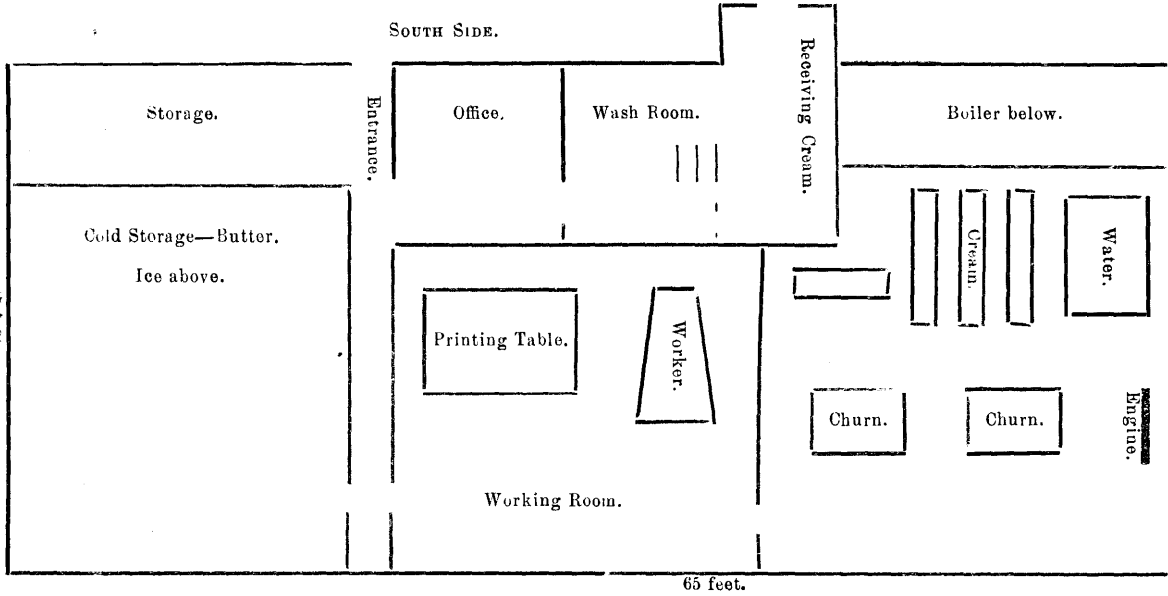 SOUTH SIDE.
Storage.
Entrance.
Office.
Wash Room.
Receiving Cream.
Boiler below.
Cold Storage—Butter.
Ice above.
Printing Table.
Worker.
Cream.
Water.
Churn.
Churn.
Engine.
Working Room.
65 feet.